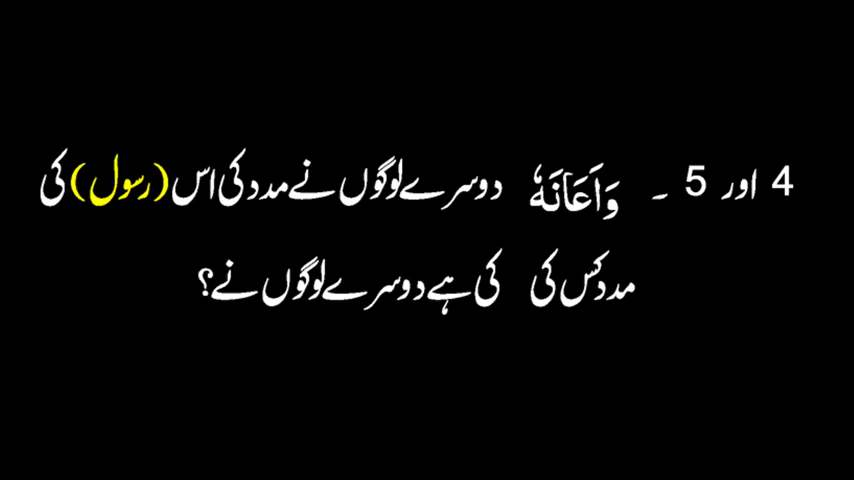 4 اور 5 ۔ وَاَعَانَهٗ دوسرے لوگوں نے مدد کی اس (رسول) کی
مدد کس کی کی ہے دوسرے لوگوں نے؟